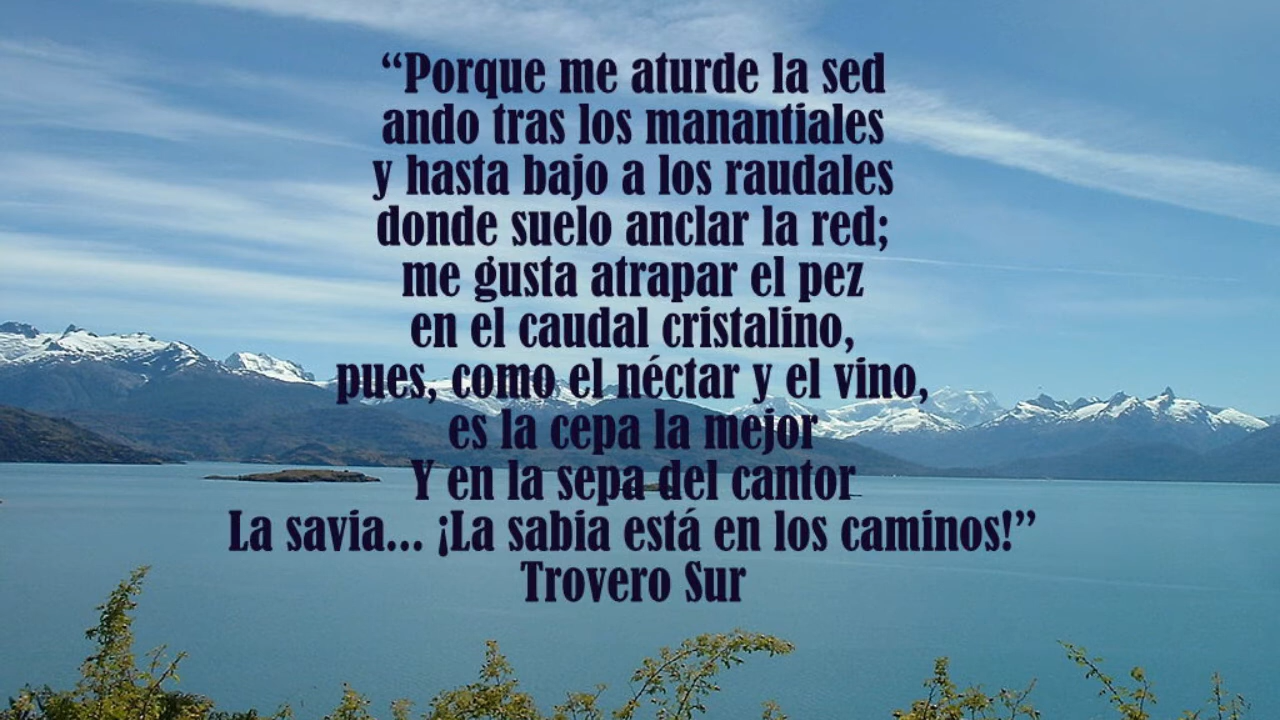 “Porque me aturde la sed
ando tras los manantiales
y hasta bajo a los raudales
donde suelo anclar la red;
me gusta atrapar el pez
en el caudal cristalino,
pues, como el néctar y el vino,
es la cepa la mejor
Y en la sepa del cantor
La savia... ¡La sabia está en los caminos!”
Trovero Sur